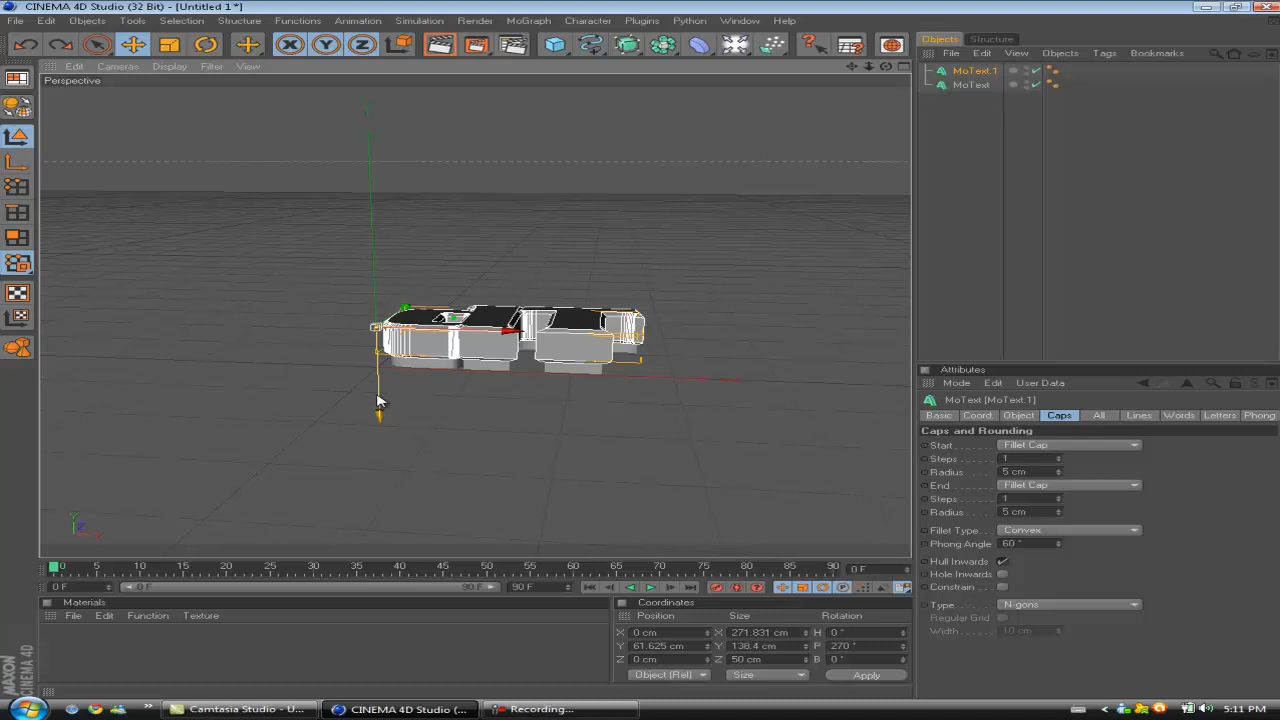 CINEMA 4D Studio (32 Bit) - [Untitled 1 *]
File Edit Objects Tools Selection Structure Functions Animation Simulation Render MoGraph Character Plugins Python Window Help
Edit Cameras Display Filter View
Perspective
Objects Structure
File Edit View Objects Tags Bookmarks
MoText.1
MoText
Attributes
Mode Edit User Data
MoText [MoText.1]
Basic Coord. Object Caps All Lines Words Letters Phong
Caps and Rounding
Start Fillet Cap
Steps 1
Radius 5 cm
End Fillet Cap
Steps 1
Radius 5 cm
Fillet Type Convex
Phong Angle 60 °
Hull Inwards
Hole Inwards
Constrain
Type N-gons
Regular Grid
Width 10 cm
0 5 10 15 20 25 30 35 40 45 50 55 60 65 70 75 80 85 90 0 F
0 F 0 F 90 F 90 F
Materials
File Edit Function Texture
Coordinates
Position Size Rotation
X 0 cm X 271.831 cm H 0 °
Y 61.625 cm Y 138.4 cm P 270 °
Z 0 cm Z 50 cm B 0 °
Object (Rel) Size Apply
MAXON CINEMA 4D
Camtasia Studio - U... CINEMA 4D Studio (... Recording... 5:11 PM